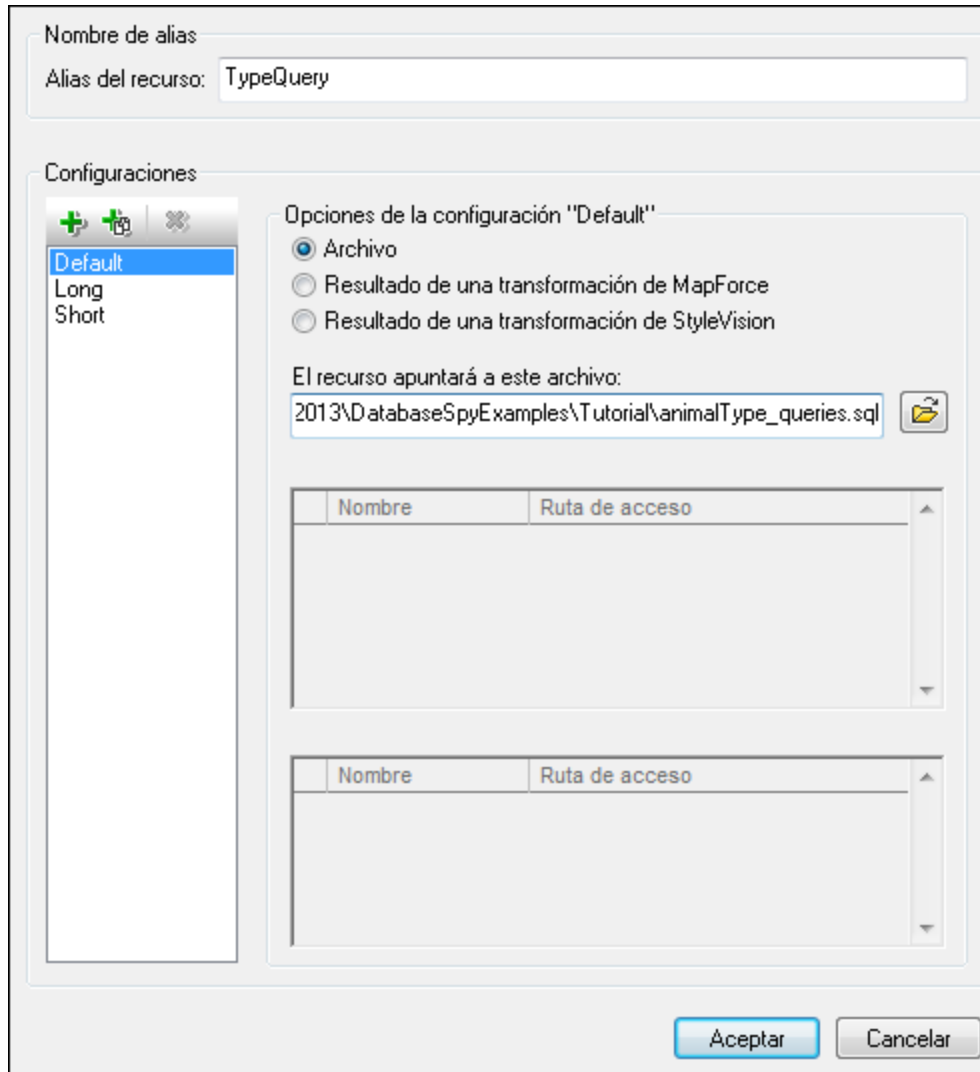 Nombre de alias
Alias del recurso: TypeQuery
Configuraciones
Default
Long
Short
Opciones de la configuración "Default"
Archivo
Resultado de una transformación de MapForce
Resultado de una transformación de StyleVision
El recurso apuntará a este archivo:
2013\DatabaseSpyExamples\Tutorial\animalType_queries.sql
Nombre Ruta de acceso
Nombre Ruta de acceso
Aceptar Cancelar